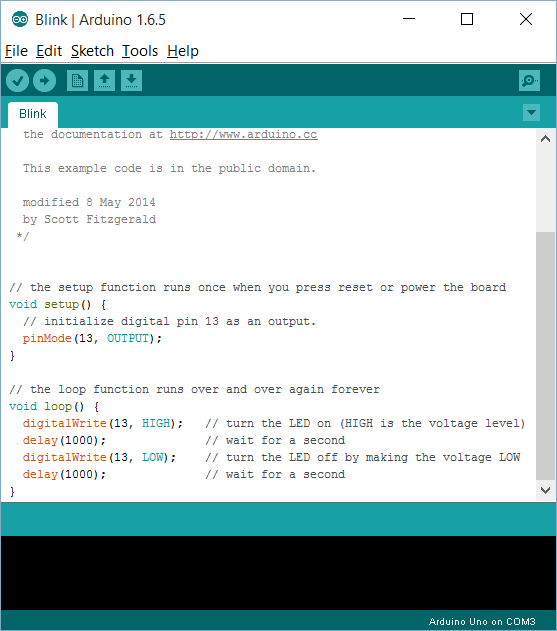 Blink | Arduino 1.6.5
File Edit Sketch Tools Help
Blink
the documentation at http://www.arduino.cc
This example code is in the public domain.
modified 8 May 2014
by Scott Fitzgerald
*/
// the setup function runs once when you press reset or power the board
void setup() {
// initialize digital pin 13 as an output.
pinMode(13, OUTPUT);
}
// the loop function runs over and over again forever
void loop() {
digitalWrite(13, HIGH);   // turn the LED on (HIGH is the voltage level)
delay(1000);              // wait for a second
digitalWrite(13, LOW);    // turn the LED off by making the voltage LOW
delay(1000);              // wait for a second
}
Arduino Uno on COM3